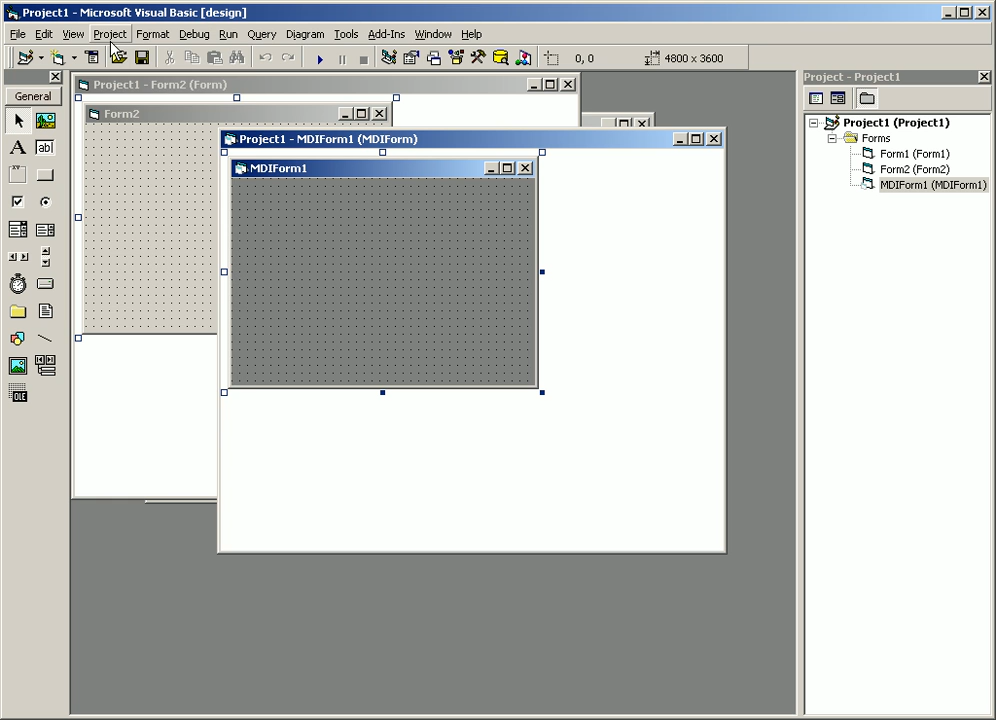 Project1 - Microsoft Visual Basic [design]
File Edit View Project Format Debug Run Query Diagram Tools Add-Ins Window Help
0, 0 4800 x 3600
General
Project1 - Form2 (Form)
Form2
Project1 - MDIForm1 (MDIForm)
MDIForm1
A ab|
xy
OLE
Project - Project1
Project1 (Project1)
Forms
Form1 (Form1)
Form2 (Form2)
MDIForm1 (MDIForm1)